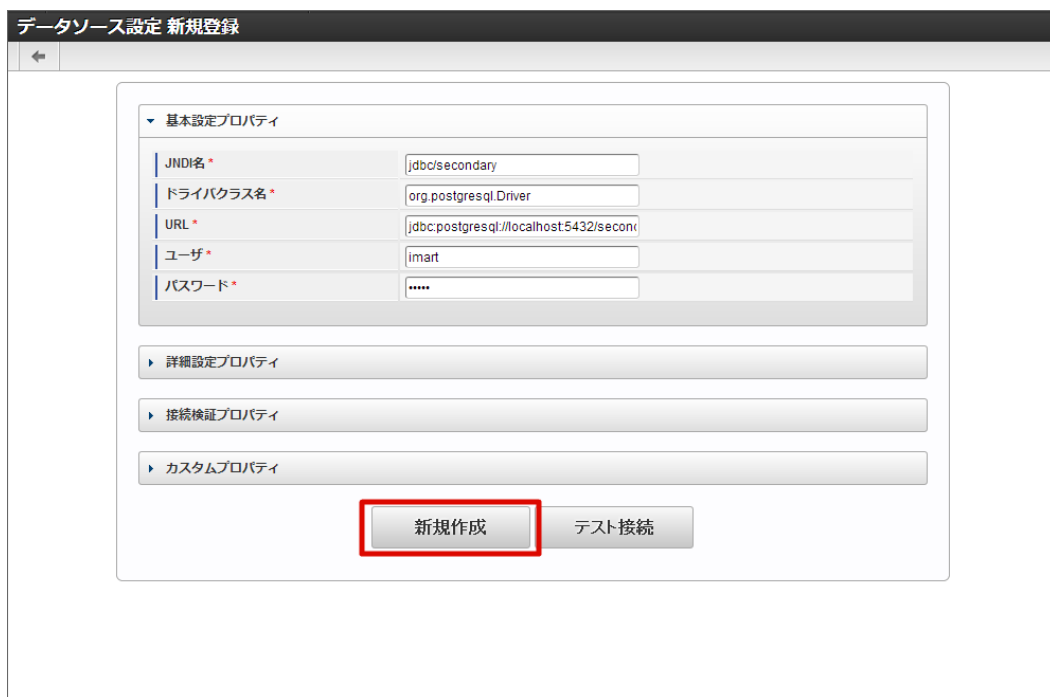 データソース設定 新規登録
基本設定プロパティ
JNDI名 * jdbc/secondary
ドライバクラス名 * org.postgresql.Driver
URL * jdbc:postgresql://localhost:5432/secon
ユーザ * imart
パスワード * •••••
詳細設定プロパティ
接続検証プロパティ
カスタムプロパティ
新規作成 テスト接続